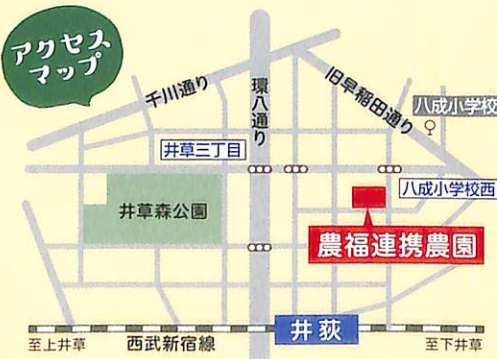 アクセス
マップ
千川通り
環八通り
旧早稲田通り
八成小学校
井草三丁目
八成小学校西
井草森公園
農福連携農園
井荻
至上井草
西武新宿線
至下井草